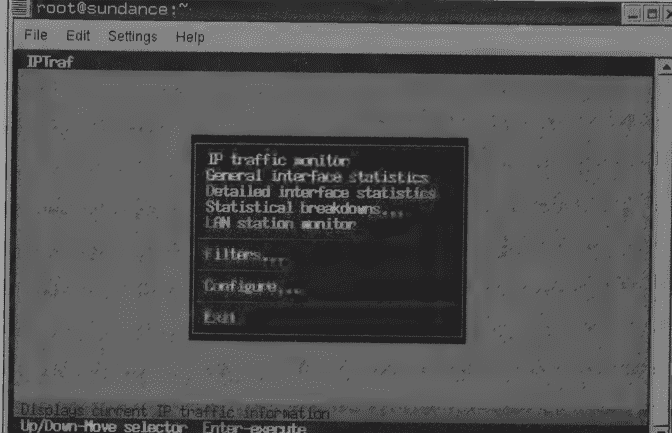 root@sundance:~
File Edit Settings Help
IPTraf
IP traffic monitor
General interface statistics
Detailed interface statistics
Statistical breakdowns...
LAN station monitor
Filters...
Configure...
Exit
Displays current IP traffic information
Up/Down-Move selector Enter-execute